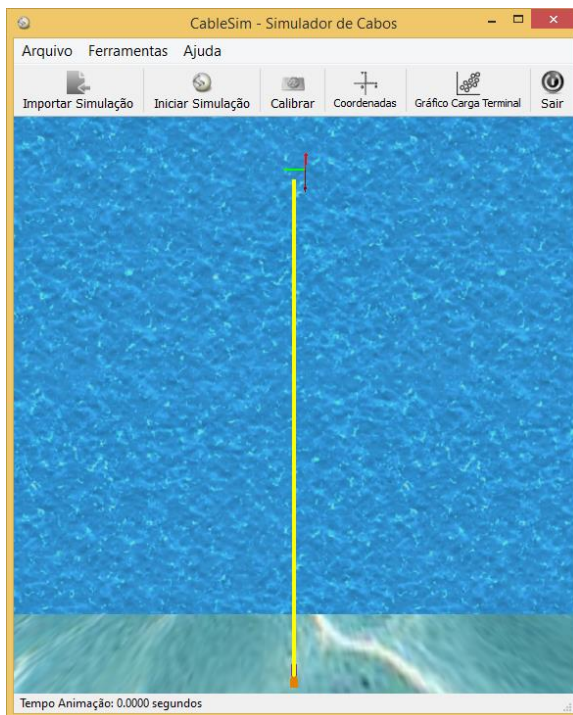 CableSim - Simulador de Cabos
Arquivo Ferramentas Ajuda
Importar Simulação Iniciar Simulação Calibrar Coordenadas Gráfico Carga Terminal Sair
Tempo Animação: 0.0000 segundos